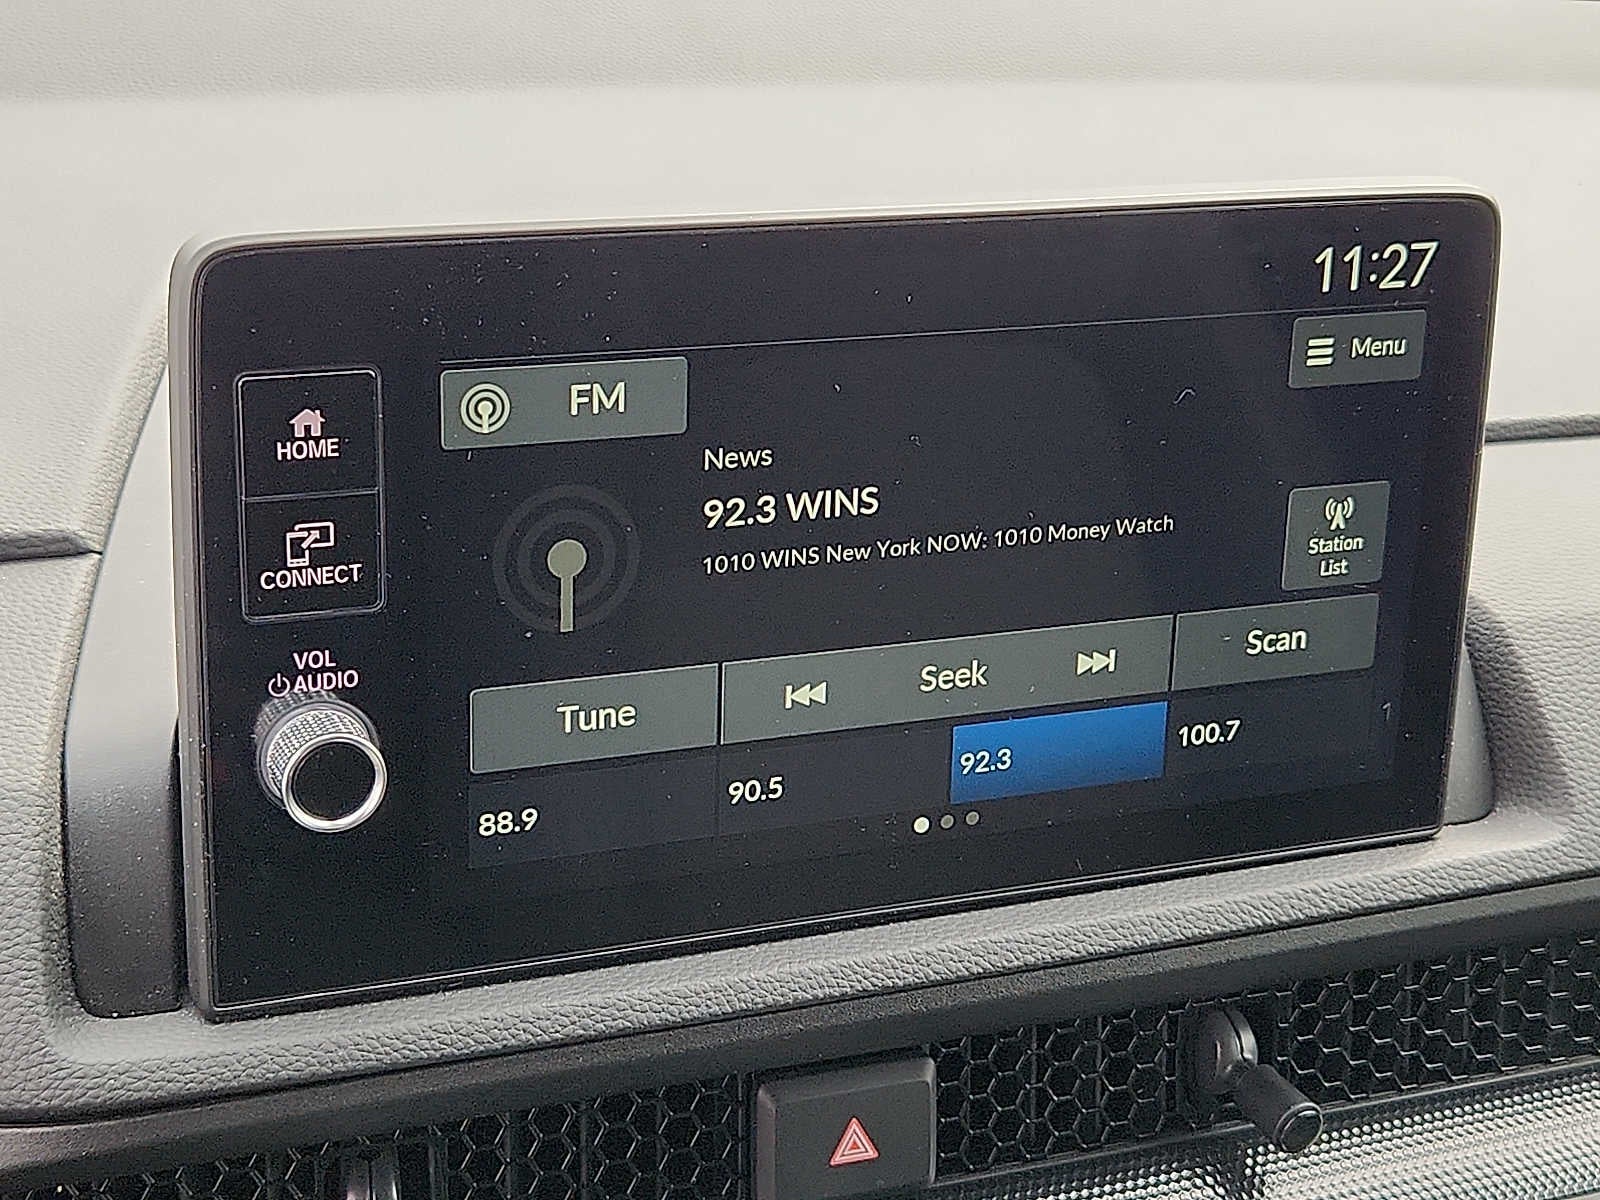 11:27
Menu
FM
HOME
News
92.3 WINS
1010 WINS New York NOW: 1010 Money Watch
Station
List
CONNECT
VOL
AUDIO
Tune
Seek
Scan
88.9
90.5
92.3
100.7
1